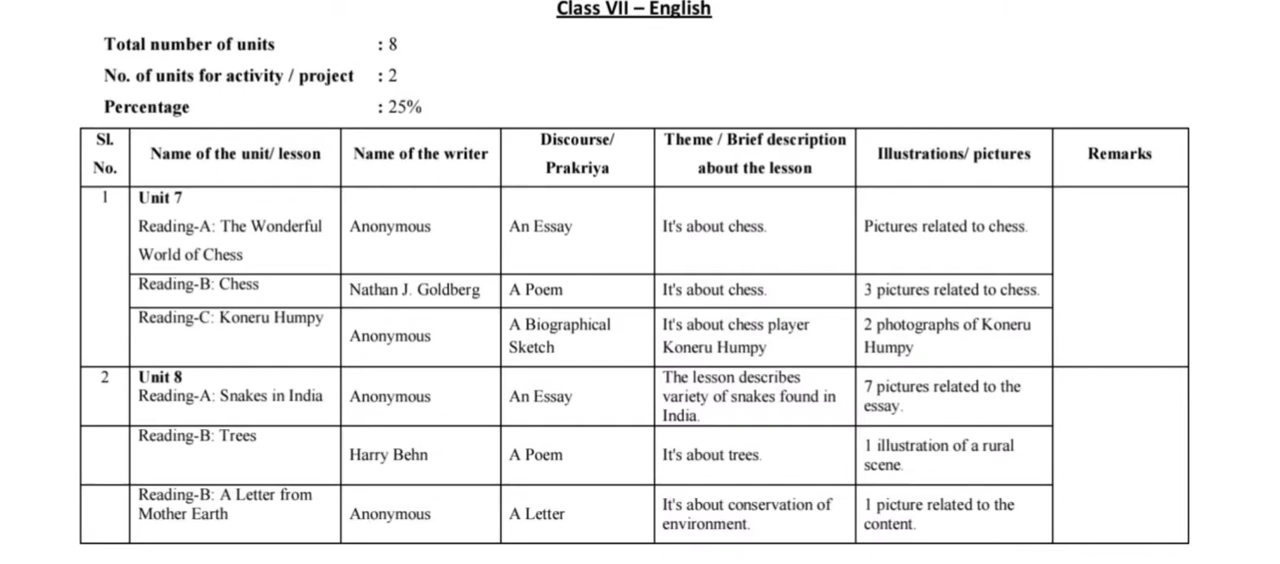 Class VII – English
Total number of units : 8
No. of units for activity / project : 2
Percentage : 25%
Sl. No. Name of the unit/ lesson Name of the writer Discourse/ Prakriya Theme / Brief description about the lesson Illustrations/ pictures Remarks
1 Unit 7
Reading-A: The Wonderful World of Chess Anonymous An Essay It's about chess. Pictures related to chess.
Reading-B: Chess Nathan J. Goldberg A Poem It's about chess. 3 pictures related to chess.
Reading-C: Koneru Humpy Anonymous A Biographical Sketch It's about chess player Koneru Humpy 2 photographs of Koneru Humpy
2 Unit 8
Reading-A: Snakes in India Anonymous An Essay The lesson describes variety of snakes found in India. 7 pictures related to the essay.
Reading-B: Trees Harry Behn A Poem It's about trees. 1 illustration of a rural scene.
Reading-B: A Letter from Mother Earth Anonymous A Letter It's about conservation of environment. 1 picture related to the content.